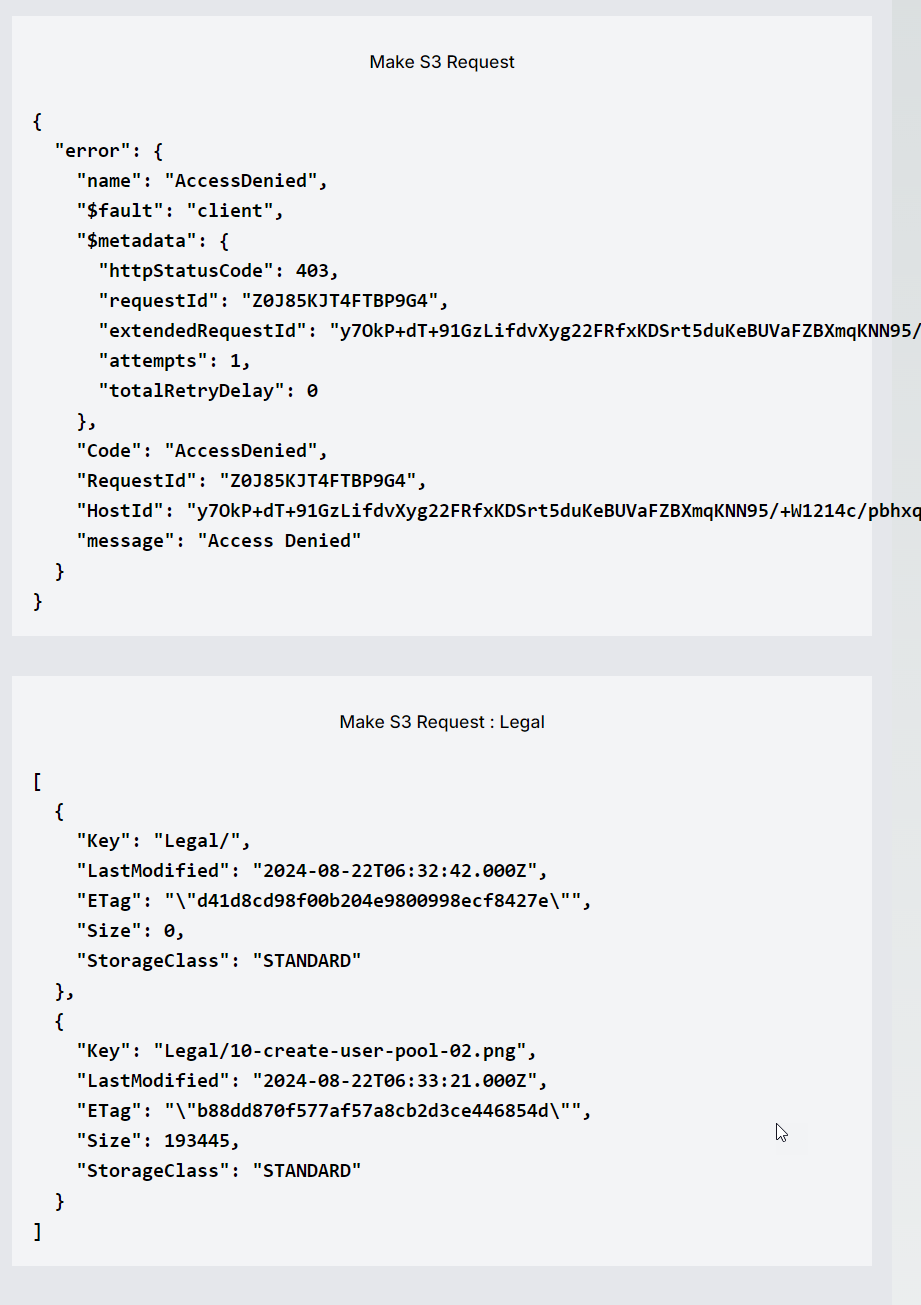 Make S3 Request
{
"error": {
"name": "AccessDenied",
"$fault": "client",
"$metadata": {
"httpStatusCode": 403,
"requestId": "Z0J85KJT4FTBP9G4",
"extendedRequestId": "y7OkP+dT+91GzLifdvXyg22FRfxKDSrt5duKeBUVaFZBXmqKNN95/
"attempts": 1,
"totalRetryDelay": 0
},
"Code": "AccessDenied",
"RequestId": "Z0J85KJT4FTBP9G4",
"HostId": "y7OkP+dT+91GzLifdvXyg22FRfxKDSrt5duKeBUVaFZBXmqKNN95/+W1214c/pbhxq
"message": "Access Denied"
}
}
Make S3 Request : Legal
[
{
"Key": "Legal/",
"LastModified": "2024-08-22T06:32:42.000Z",
"ETag": "\"d41d8cd98f00b204e9800998ecf8427e\"",
"Size": 0,
"StorageClass": "STANDARD"
},
{
"Key": "Legal/10-create-user-pool-02.png",
"LastModified": "2024-08-22T06:33:21.000Z",
"ETag": "\"b88dd870f577af57a8cb2d3ce446854d\"",
"Size": 193445,
"StorageClass": "STANDARD"
}
]